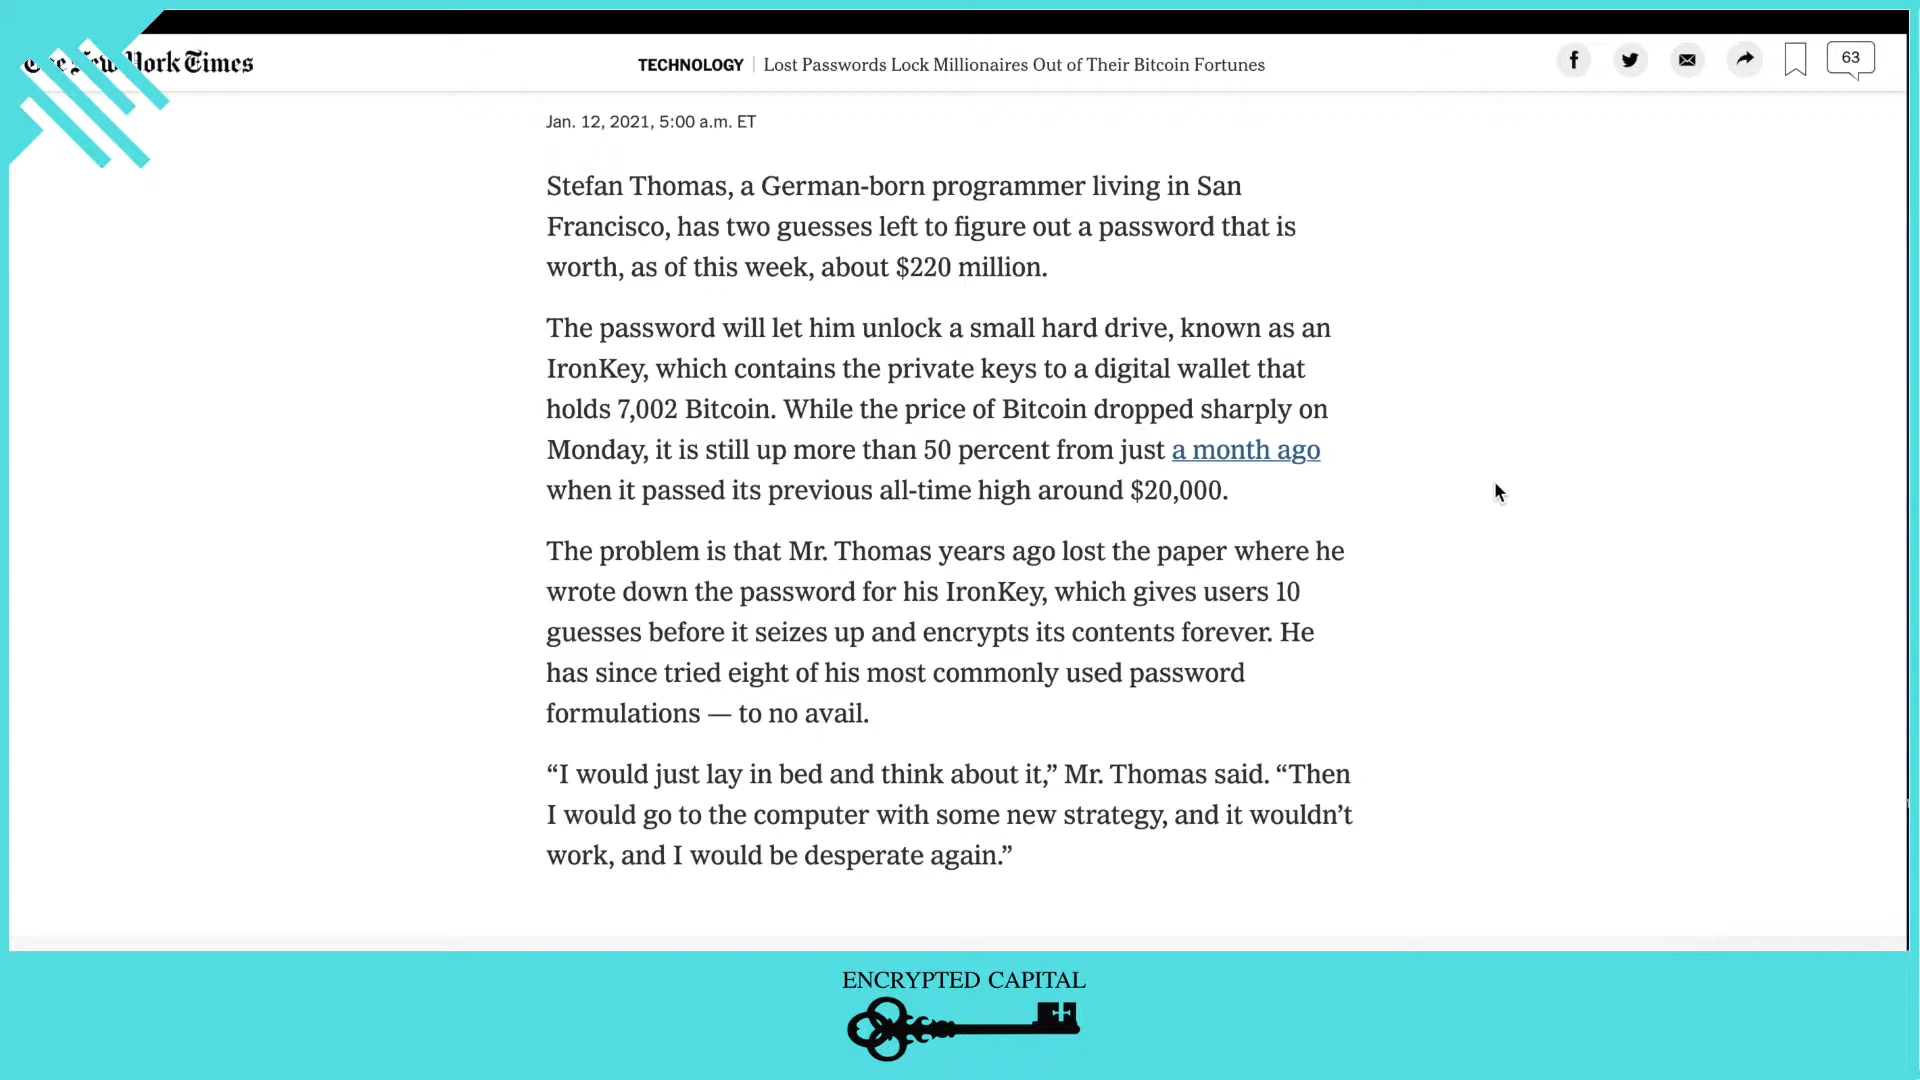 The New York Times
TECHNOLOGY | Lost Passwords Lock Millionaires Out of Their Bitcoin Fortunes
63
Jan. 12, 2021, 5:00 a.m. ET
Stefan Thomas, a German-born programmer living in San
Francisco, has two guesses left to figure out a password that is
worth, as of this week, about $220 million.
The password will let him unlock a small hard drive, known as an
IronKey, which contains the private keys to a digital wallet that
holds 7,002 Bitcoin. While the price of Bitcoin dropped sharply on
Monday, it is still up more than 50 percent from just a month ago
when it passed its previous all-time high around $20,000.
The problem is that Mr. Thomas years ago lost the paper where he
wrote down the password for his IronKey, which gives users 10
guesses before it seizes up and encrypts its contents forever. He
has since tried eight of his most commonly used password
formulations — to no avail.
“I would just lay in bed and think about it,” Mr. Thomas said. “Then
I would go to the computer with some new strategy, and it wouldn’t
work, and I would be desperate again.”
ENCRYPTED CAPITAL